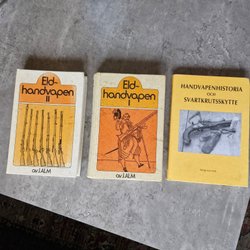 Eld-
handvapen
II
av J.ALM
Eld-
handvapen
I
av J.ALM
HANDVAPENHISTORIA
OCH
SVARTKRUTSSKYTTE